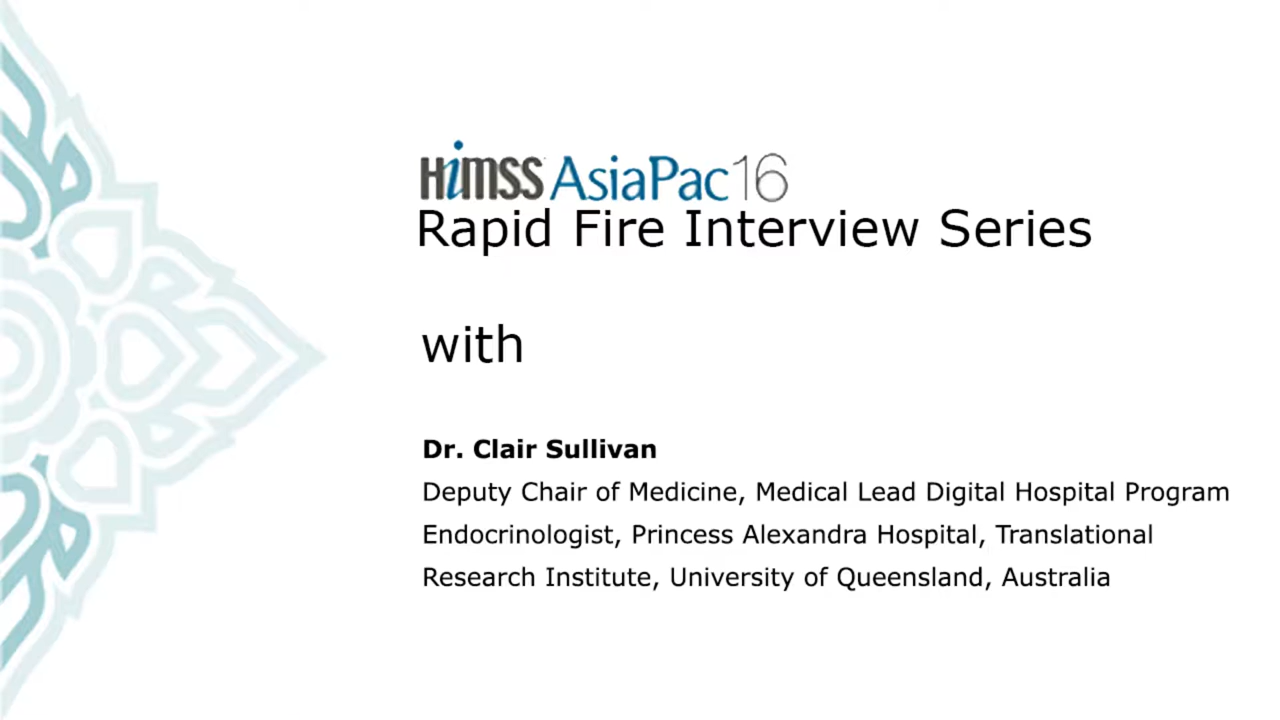 HiMSS AsiaPac16
Rapid Fire Interview Series
with
Dr. Clair Sullivan
Deputy Chair of Medicine, Medical Lead Digital Hospital Program
Endocrinologist, Princess Alexandra Hospital, Translational
Research Institute, University of Queensland, Australia